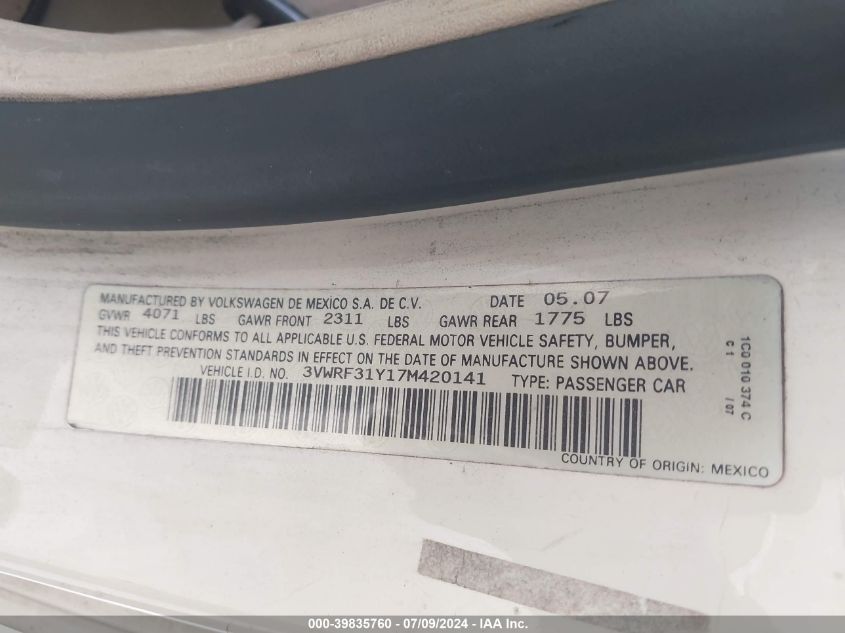 MANUFACTURED BY VOLKSWAGEN DE MEXICO S.A. DE C.V. DATE 05.07
GVWR 4071 LBS GAWR FRONT 2311 LBS GAWR REAR 1775 LBS
THIS VEHICLE CONFORMS TO ALL APPLICABLE U.S. FEDERAL MOTOR VEHICLE SAFETY, BUMPER,
AND THEFT PREVENTION STANDARDS IN EFFECT ON THE DATE OF MANUFACTURE SHOWN ABOVE.
VEHICLE I.D. NO. 3VWRF31Y17M420141 TYPE: PASSENGER CAR
COUNTRY OF ORIGIN: MEXICO
1C0 010 374 C
C 1 / 07
000-39835760 - 07/09/2024 - IAA Inc.